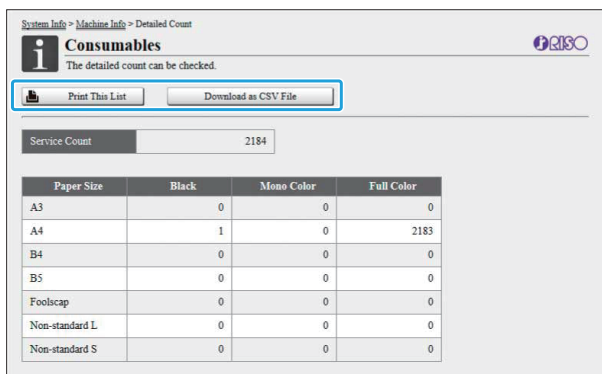 System Info > Machine Info > Detailed Count
Consumables
RISO
The detailed count can be checked.
Print This List Download as CSV File
Service Count 2184
Paper Size Black Mono Color Full Color
A3 0 0 0
A4 1 0 2183
B4 0 0 0
B5 0 0 0
Foolscap 0 0 0
Non-standard L 0 0 0
Non-standard S 0 0 0